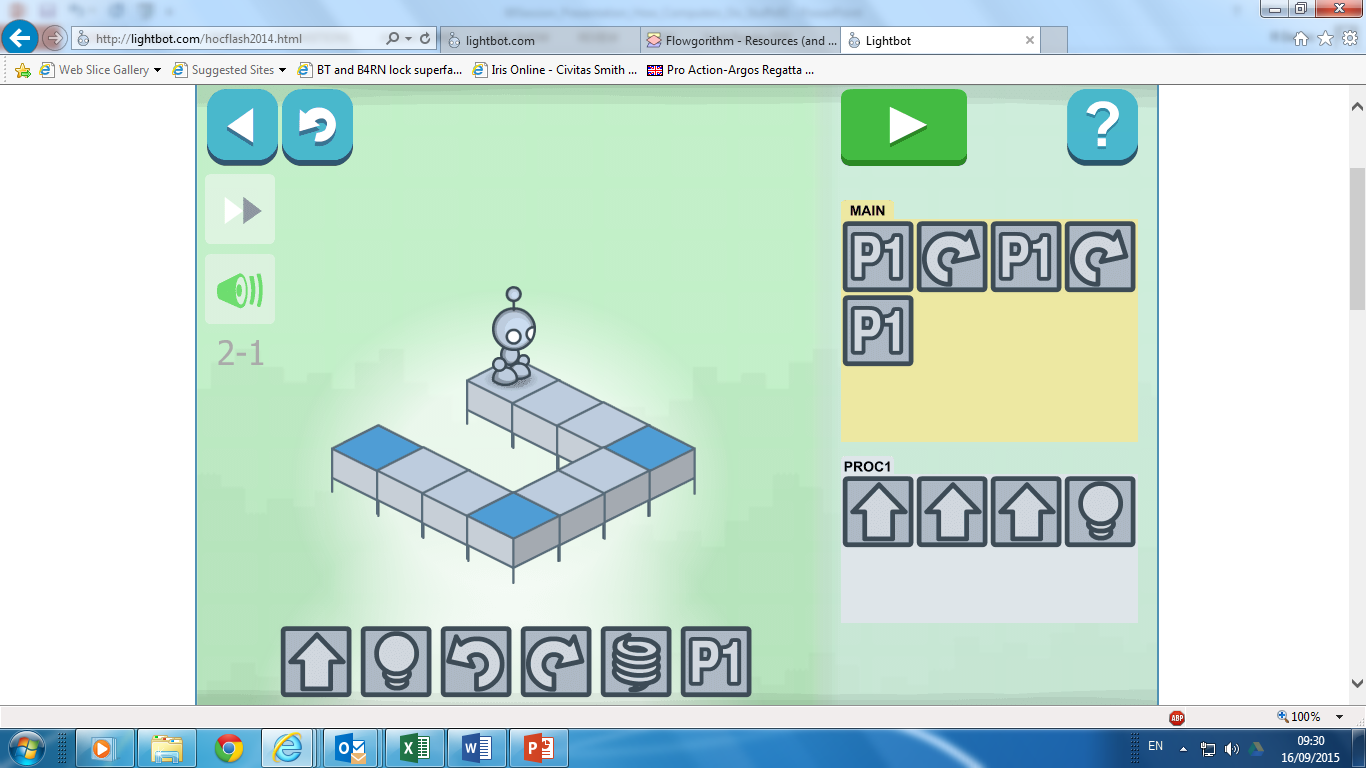 http://lightbot.com/hocflash2014.html
lightbot.com
Flowgorithm - Resources (and ...
Lightbot
Web Slice Gallery
Suggested Sites
BT and B4RN lock superfa...
Iris Online - Civitas Smith ...
Pro Action-Argos Regatta ...
?
MAIN
P1 P1
P1
2-1
PROC1
P1
ABP
100%
EN
09:30
16/09/2015